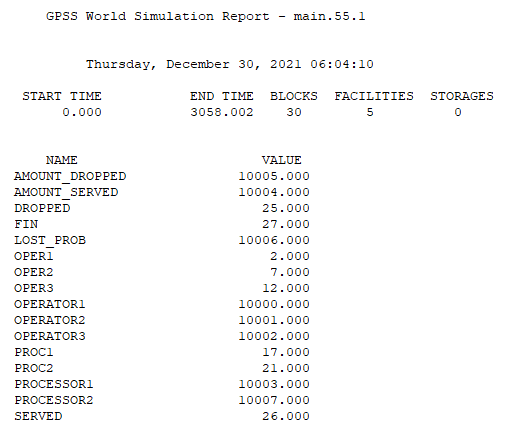 GPSS World Simulation Report - main.55.1
Thursday, December 30, 2021 06:04:10
START TIME END TIME BLOCKS FACILITIES STORAGES
0.000 3058.002 30 5 0
NAME VALUE
AMOUNT_DROPPED 10005.000
AMOUNT_SERVED 10004.000
DROPPED 25.000
FIN 27.000
LOST_PROB 10006.000
OPER1 2.000
OPER2 7.000
OPER3 12.000
OPERATOR1 10000.000
OPERATOR2 10001.000
OPERATOR3 10002.000
PROC1 17.000
PROC2 21.000
PROCESSOR1 10003.000
PROCESSOR2 10007.000
SERVED 26.000